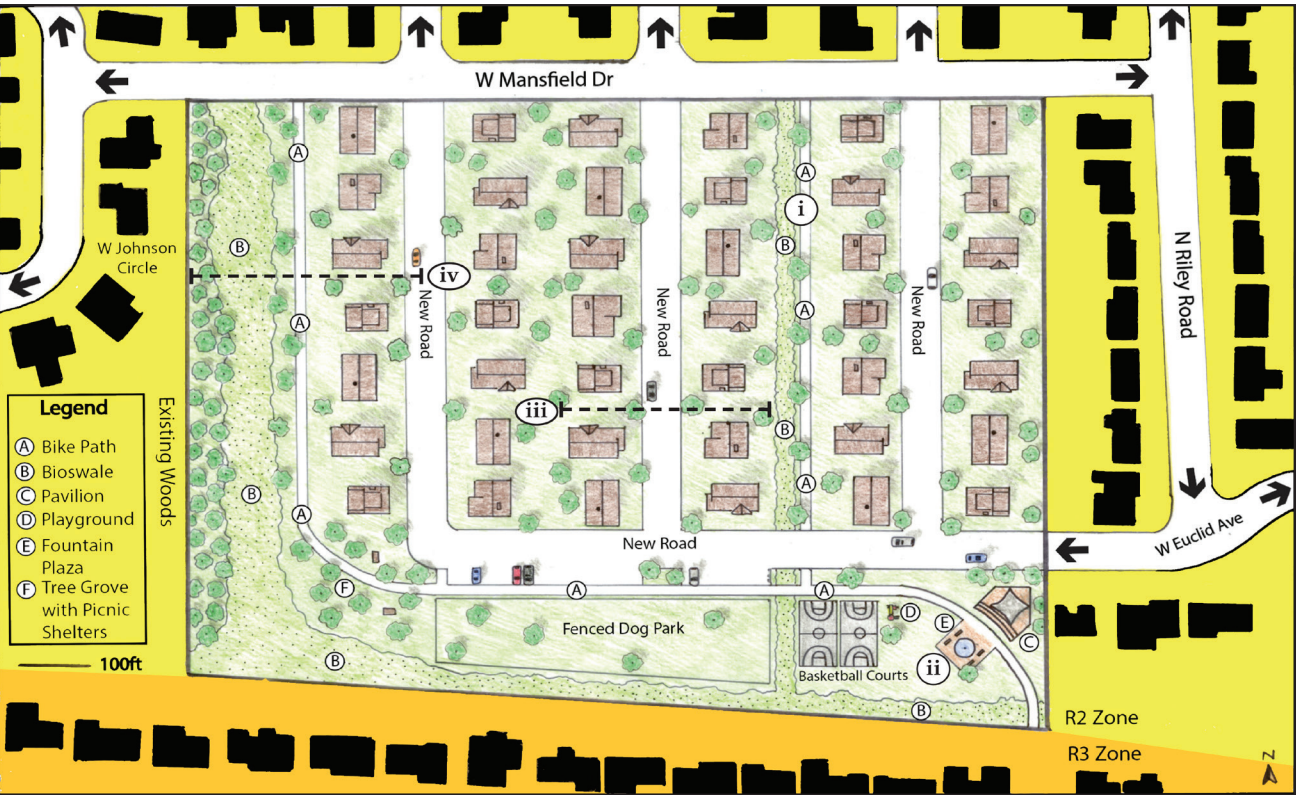 W Mansfield Dr
A
A
i
B
B
W Johnson
Circle
iv
New Road
New Road
New Road
N Riley Road
A
A
iii
B
Existing Woods
Legend
A Bike Path
B Bioswale
C Pavilion
D Playground
E Fountain
Plaza
F Tree Grove
with Picnic
Shelters
100ft
B
A
A
New Road
W Euclid Ave
F
A
A
D
E
C
Fenced Dog Park
B
Basketball Courts
ii
B
R2 Zone
R3 Zone
N